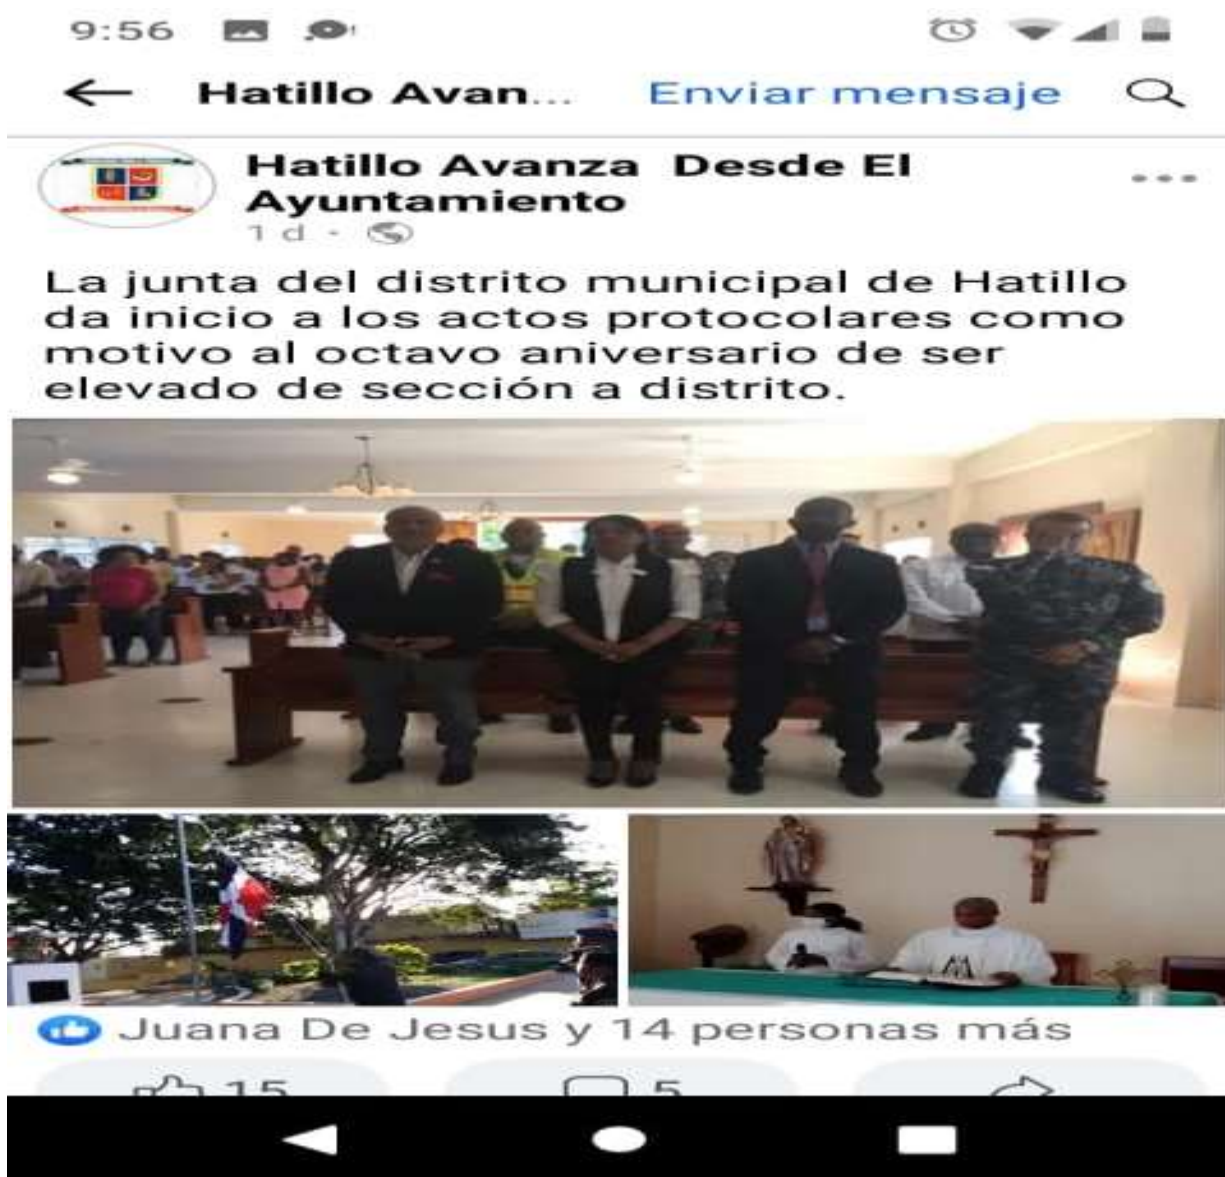 9:56
Hatillo Avan...
Enviar mensaje
Hatillo Avanza Desde El
Ayuntamiento
1 d
La junta del distrito municipal de Hatillo
da inicio a los actos protocolares como
motivo al octavo aniversario de ser
elevado de sección a distrito.
Juana De Jesus y 14 personas más
15
5